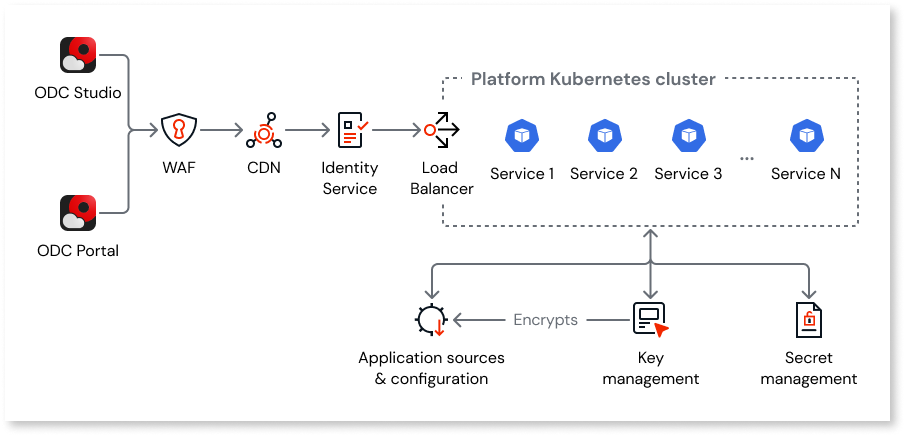 ODC Studio
ODC Portal
WAF
CDN
Identity
Service
Load
Balancer
Platform Kubernetes cluster
Service 1
Service 2
Service 3
...
Service N
Encrypts
Application sources
& configuration
Key
management
Secret
management